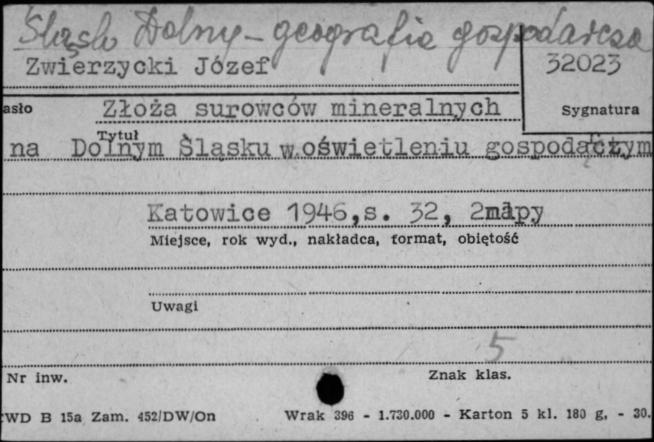 Śląsk Dolny - geografia gospodarcza
Zwierzycki Józef
32023
asło
Złoża surowców mineralnych
Sygnatura
Tytuł
na Dolnym Śląsku w oświetleniu gospodarczym
Katowice 1946, s. 32, 2 mapy
Miejsce, rok wyd., nakładca, format, objętość
Uwagi
5
Nr inw.
Znak klas.
WD B 15a Zam. 452/DW/On Wrak 396 - 1.730.000 - Karton 5 kl. 180 g, - 30.